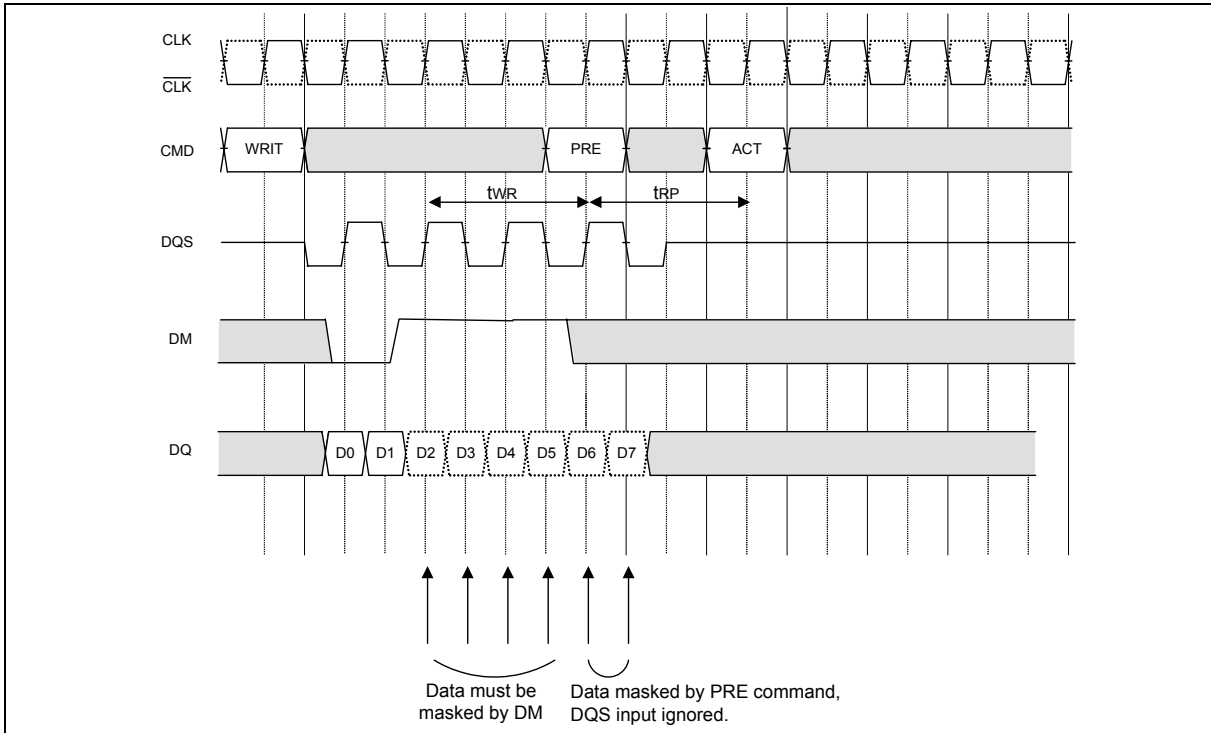 CLK
CLK
CMD
WRIT
PRE
ACT
tWR
tRP
DQS
DM
DQ
D0 D1 D2 D3 D4 D5 D6 D7
Data must be
masked by DM
Data masked by PRE command,
DQS input ignored.